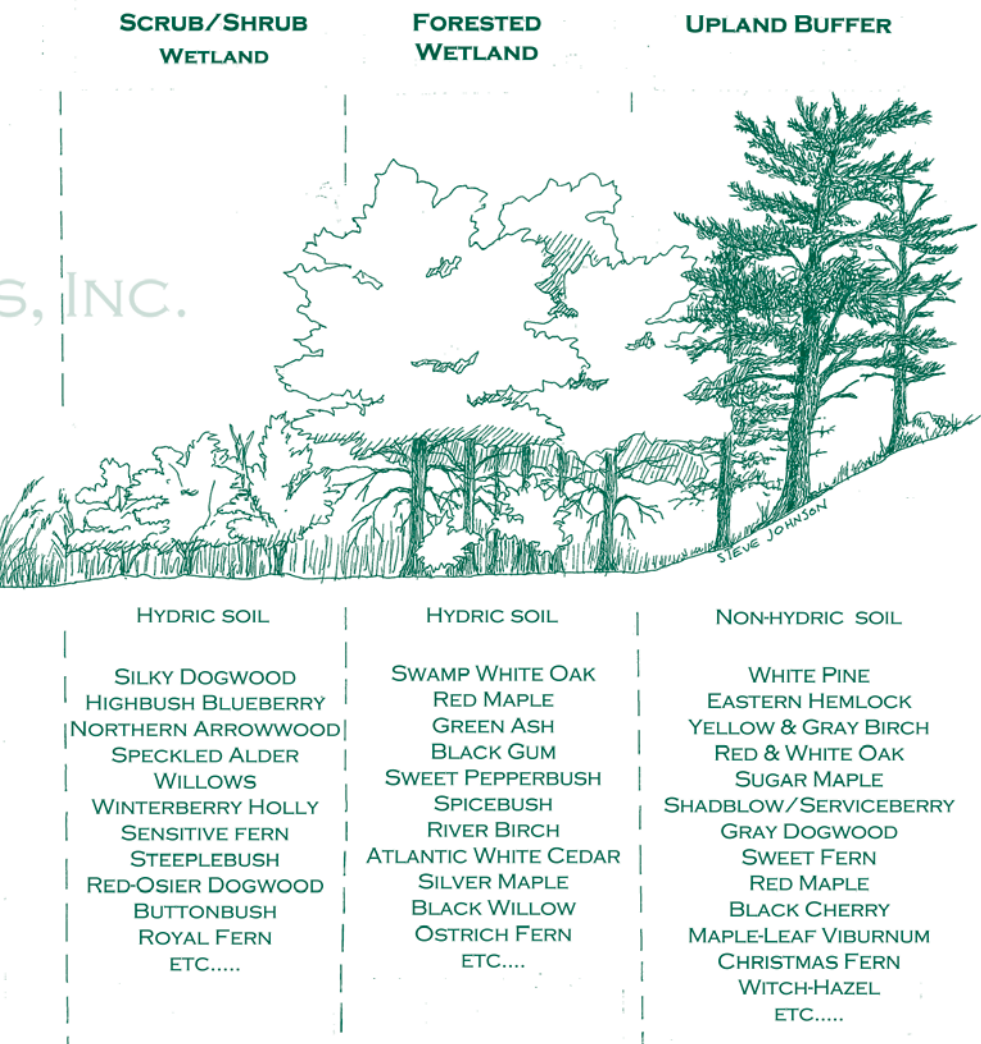 SCRUB/SHRUB
WETLAND
FORESTED
WETLAND
UPLAND BUFFER
S, INC.
STEVE JOHNSON
HYDRIC SOIL
SILKY DOGWOOD
HIGHBUSH BLUEBERRY
NORTHERN ARROWWOOD
SPECKLED ALDER
WILLOWS
WINTERBERRY HOLLY
SENSITIVE FERN
STEEPLEBUSH
RED-OSIER DOGWOOD
BUTTONBUSH
ROYAL FERN
ETC.....
HYDRIC SOIL
SWAMP WHITE OAK
RED MAPLE
GREEN ASH
BLACK GUM
SWEET PEPPERBUSH
SPICEBUSH
RIVER BIRCH
ATLANTIC WHITE CEDAR
SILVER MAPLE
BLACK WILLOW
OSTRICH FERN
ETC....
NON-HYDRIC SOIL
WHITE PINE
EASTERN HEMLOCK
YELLOW & GRAY BIRCH
RED & WHITE OAK
SUGAR MAPLE
SHADBLOW/SERVICEBERRY
GRAY DOGWOOD
SWEET FERN
RED MAPLE
BLACK CHERRY
MAPLE-LEAF VIBURNUM
CHRISTMAS FERN
WITCH-HAZEL
ETC.....